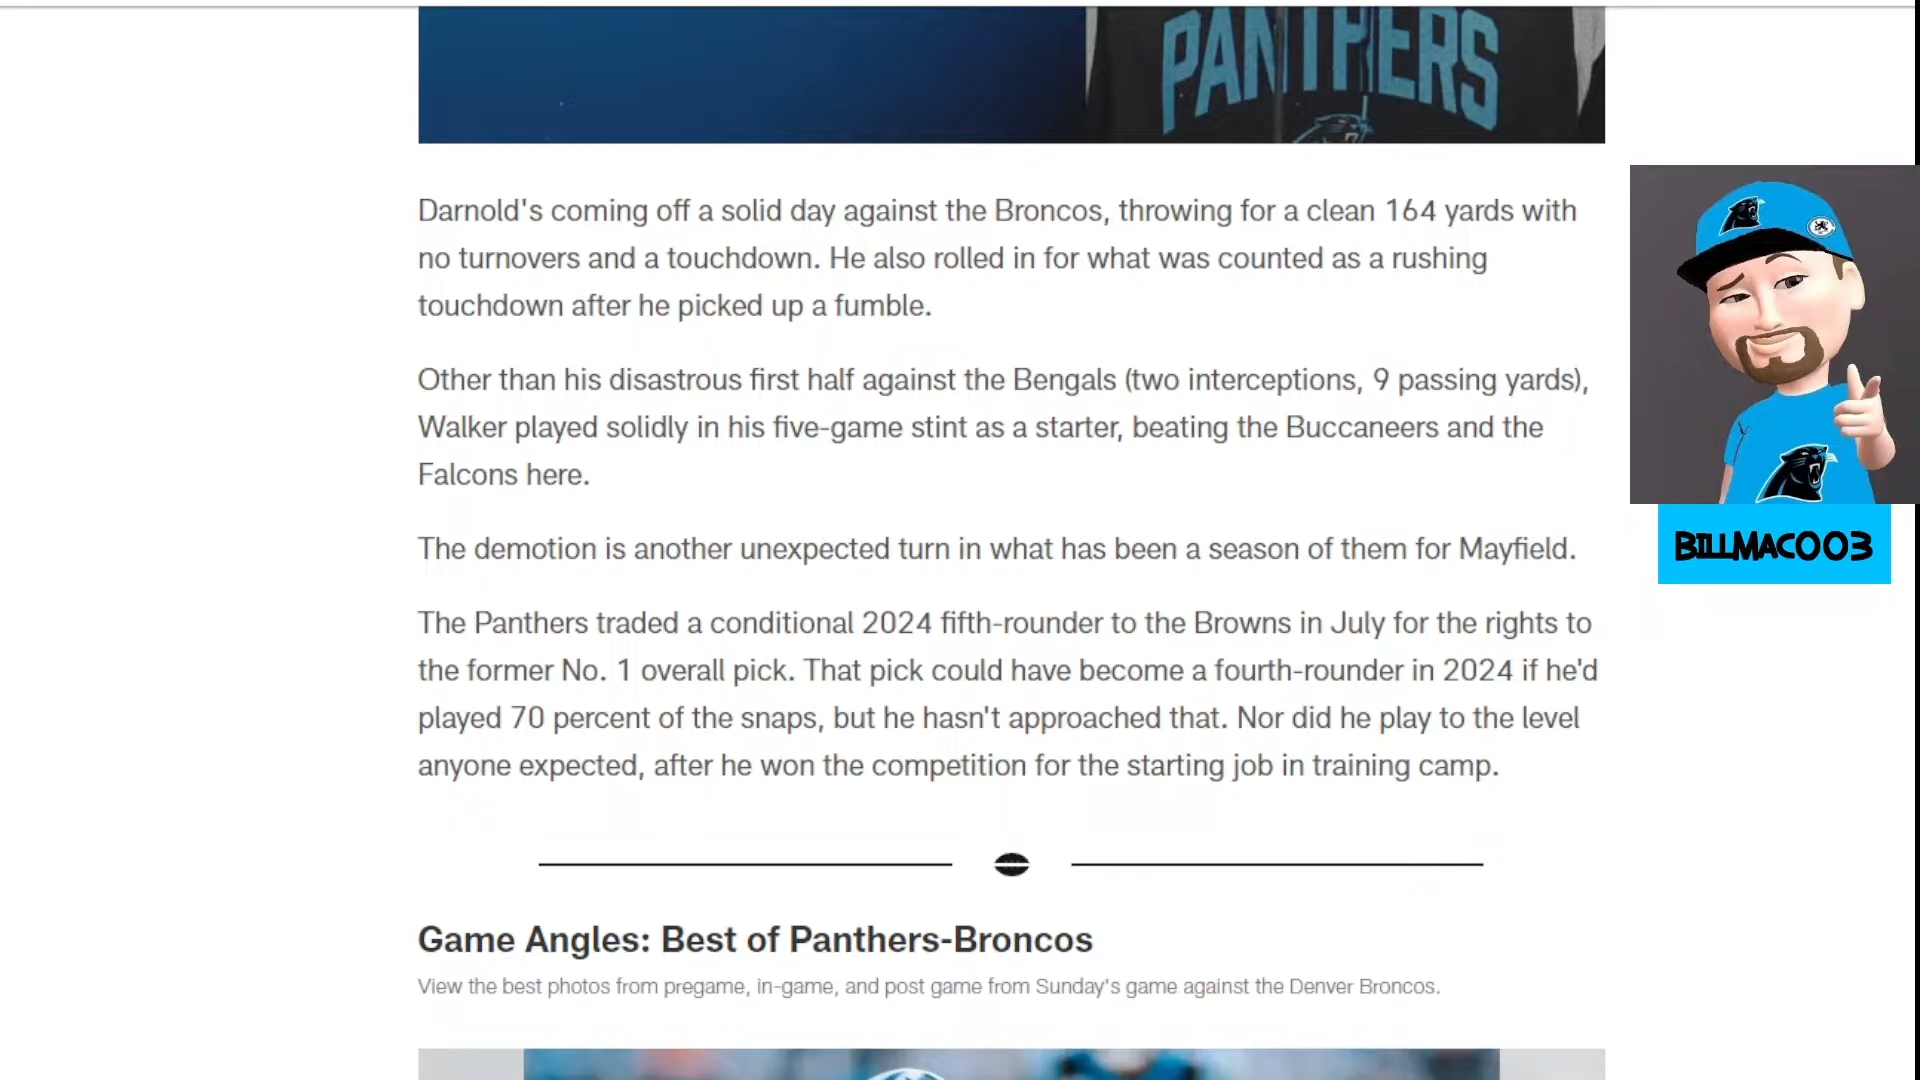 PANTHERS
Darnold's coming off a solid day against the Broncos, throwing for a clean 164 yards with
no turnovers and a touchdown. He also rolled in for what was counted as a rushing
touchdown after he picked up a fumble.
Other than his disastrous first half against the Bengals (two interceptions, 9 passing yards),
Walker played solidly in his five-game stint as a starter, beating the Buccaneers and the
Falcons here.
The demotion is another unexpected turn in what has been a season of them for Mayfield.
The Panthers traded a conditional 2024 fifth-rounder to the Browns in July for the rights to
the former No. 1 overall pick. That pick could have become a fourth-rounder in 2024 if he'd
played 70 percent of the snaps, but he hasn't approached that. Nor did he play to the level
anyone expected, after he won the competition for the starting job in training camp.
BILLMAC003
Game Angles: Best of Panthers-Broncos
View the best photos from pregame, in-game, and post game from Sunday's game against the Denver Broncos.